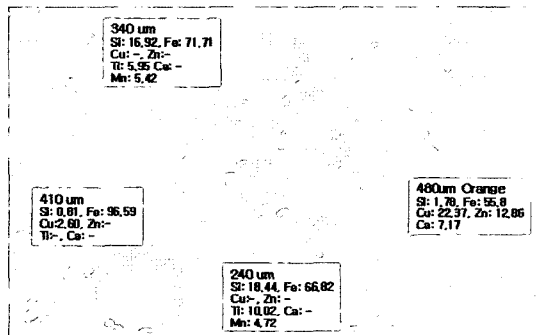 340 um
Si: 16,92, Fe: 71,71
Cu: -, Zn:-
Ti: 5,95 Ca: -
Mn: 5,42
410 um
Si: 0,81, Fe: 96,59
Cu:2,60, Zn:-
Ti:-, Ca: -
480um Orange
Si: 1,78, Fe: 55,8
Cu: 22,37, Zn: 12,86
Ca: 7,17
240 um
Si: 18,44, Fe: 66,82
Cu:-, Zn: -
Ti: 10,02, Ca: -
Mn: 4,72